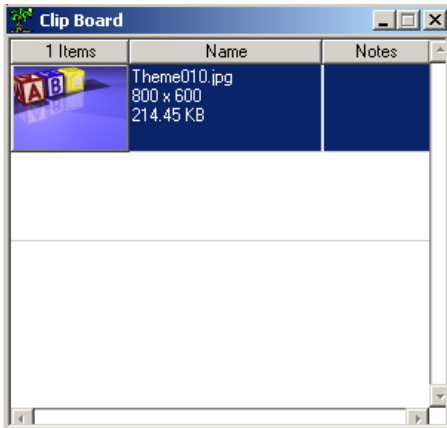 Clip Board
1 Items Name Notes
A B C
Theme010.jpg
800 x 600
214.45 KB